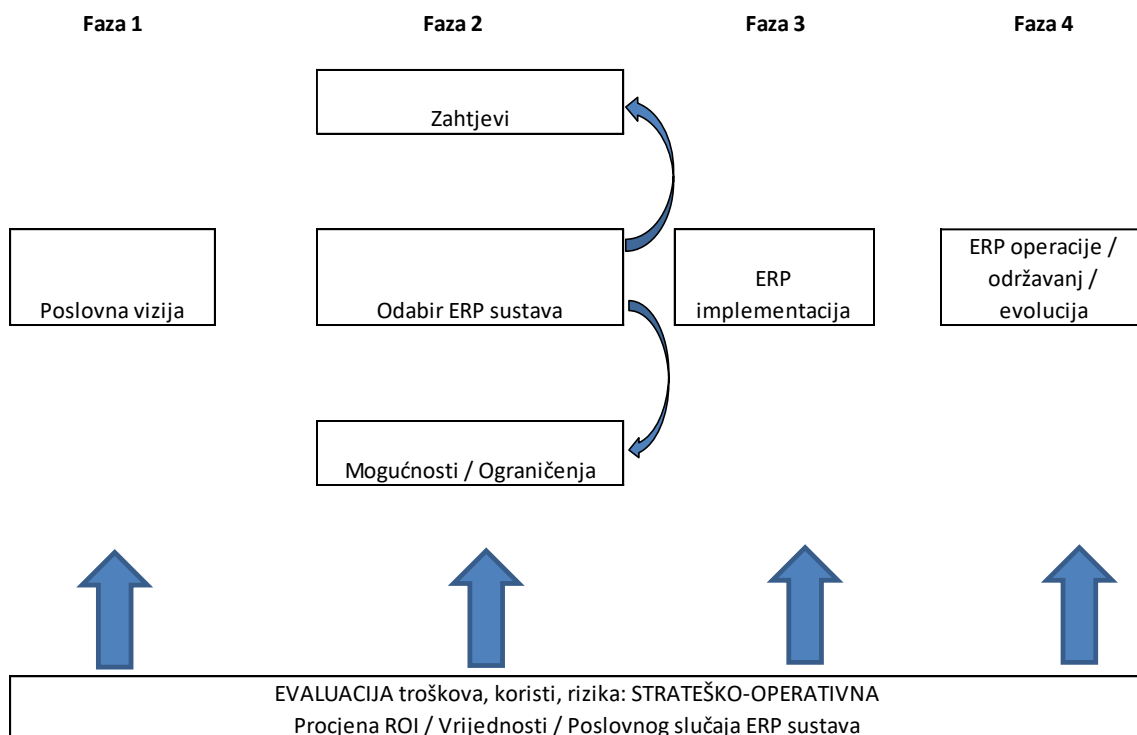 Faza 1
Faza 2
Faza 3
Faza 4
Zahtjevi
Poslovna vizija
Odabir ERP sustava
ERP
implementacija
ERP operacije /
održavanj /
evolucija
Mogućnosti / Ograničenja
EVALUACIJA troškova, koristi, rizika: STRATEŠKO-OPERATIVNA
Procjena ROI / Vrijednosti / Poslovnog slučaja ERP sustava